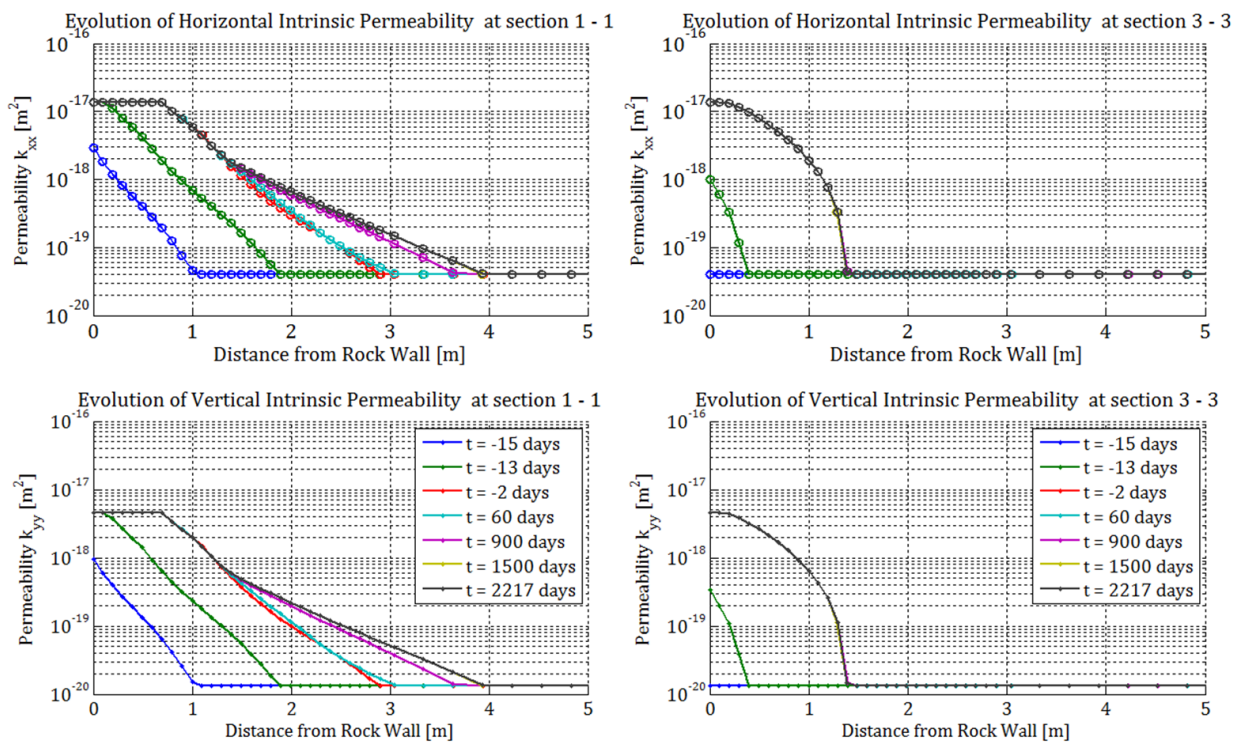 Evolution of Horizontal Intrinsic Permeability at section 1 - 1
Permeability k_xx [m^2]
10^-16
10^-17
10^-18
10^-19
10^-20
0 1 2 3 4 5
Distance from Rock Wall [m]
Evolution of Horizontal Intrinsic Permeability at section 3 - 3
Permeability k_xx [m^2]
10^-16
10^-17
10^-18
10^-19
10^-20
0 1 2 3 4 5
Distance from Rock Wall [m]
Evolution of Vertical Intrinsic Permeability at section 1 - 1
Permeability k_yy [m^2]
10^-16
10^-17
10^-18
10^-19
10^-20
0 1 2 3 4 5
Distance from Rock Wall [m]
t = -15 days
t = -13 days
t = -2 days
t = 60 days
t = 900 days
t = 1500 days
t = 2217 days
Evolution of Vertical Intrinsic Permeability at section 3 - 3
Permeability k_yy [m^2]
10^-16
10^-17
10^-18
10^-19
10^-20
0 1 2 3 4 5
Distance from Rock Wall [m]
t = -15 days
t = -13 days
t = -2 days
t = 60 days
t = 900 days
t = 1500 days
t = 2217 days